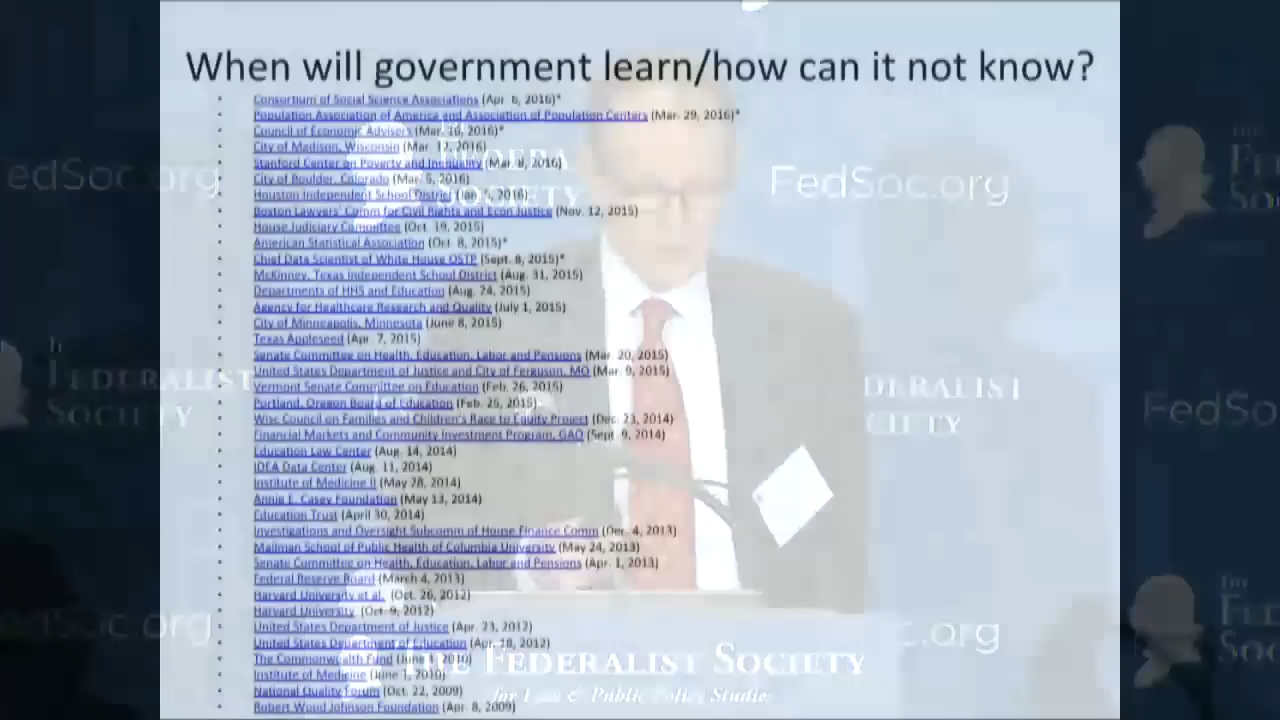 When will government learn/how can it not know?
• Consortium of Social Science Associations (Apr. 6, 2016)*
• Population Association of America and Association of Population Centers (Mar. 29, 2016)*
• Council of Economic Advisers (Mar. 16, 2016)*
• City of Madison, Wisconsin (Mar. 12, 2016)
• Stanford Center on Poverty and Inequality (Mar. 8, 2016)
• City of Boulder, Colorado (Mar. 5, 2016)
• Houston Independent School District (Jan. 5, 2016)
• Boston Lawyers' Comm for Civil Rights and Econ Justice (Nov. 12, 2015)
• House Judiciary Committee (Oct. 19, 2015)
• American Statistical Association (Oct. 8, 2015)*
• Chief Data Scientist of White House OSTP (Sept. 8, 2015)*
• McKinney, Texas Independent School District (Aug. 31, 2015)
• Departments of HHS and Education (Aug. 24, 2015)
• Agency for Healthcare Research and Quality (July 1, 2015)
• City of Minneapolis, Minnesota (June 8, 2015)
• Texas Appleseed (Apr. 7, 2015)
• Senate Committee on Health, Education, Labor and Pensions (Mar. 20, 2015)
• United States Department of Justice and City of Ferguson, MO (Mar. 9, 2015)
• Vermont Senate Committee on Education (Feb. 26, 2015)
• Portland, Oregon Board of Education (Feb. 25, 2015)
• Wisc Council on Families and Children's Race to Equity Project (Dec. 23, 2014)
• Financial Markets and Community Investment Program, GAO (Sept. 9, 2014)
• Education Law Center (Aug. 14, 2014)
• IDEA Data Center (Aug. 11, 2014)
• Institute of Medicine II (May 28, 2014)
• Annie E. Casey Foundation (May 13, 2014)
• Education Trust (April 30, 2014)
• Investigations and Oversight Subcomm of House Finance Comm (Dec. 4, 2013)
• Mailman School of Public Health of Columbia University (May 24, 2013)
• Senate Committee on Health, Education, Labor and Pensions (Apr. 1, 2013)
• Federal Reserve Board (March 4, 2013)
• Harvard University et al. (Oct. 26, 2012)
• Harvard University (Oct. 9, 2012)
• United States Department of Justice (Apr. 23, 2012)
• United States Department of Education (Apr. 18, 2012)
• The Commonwealth Fund (June 2010)
• Institute of Medicine (June 1, 2010)
• National Quality Forum (Oct. 22, 2009)
• Robert Wood Johnson Foundation (Apr. 8, 2009)
edSoc.org
FedSoc.org
FEDERALIST
SOCIETY
FedSo
edSoc.org
THE FEDERALIST SOCIETY
for Law & Public Policy Studies